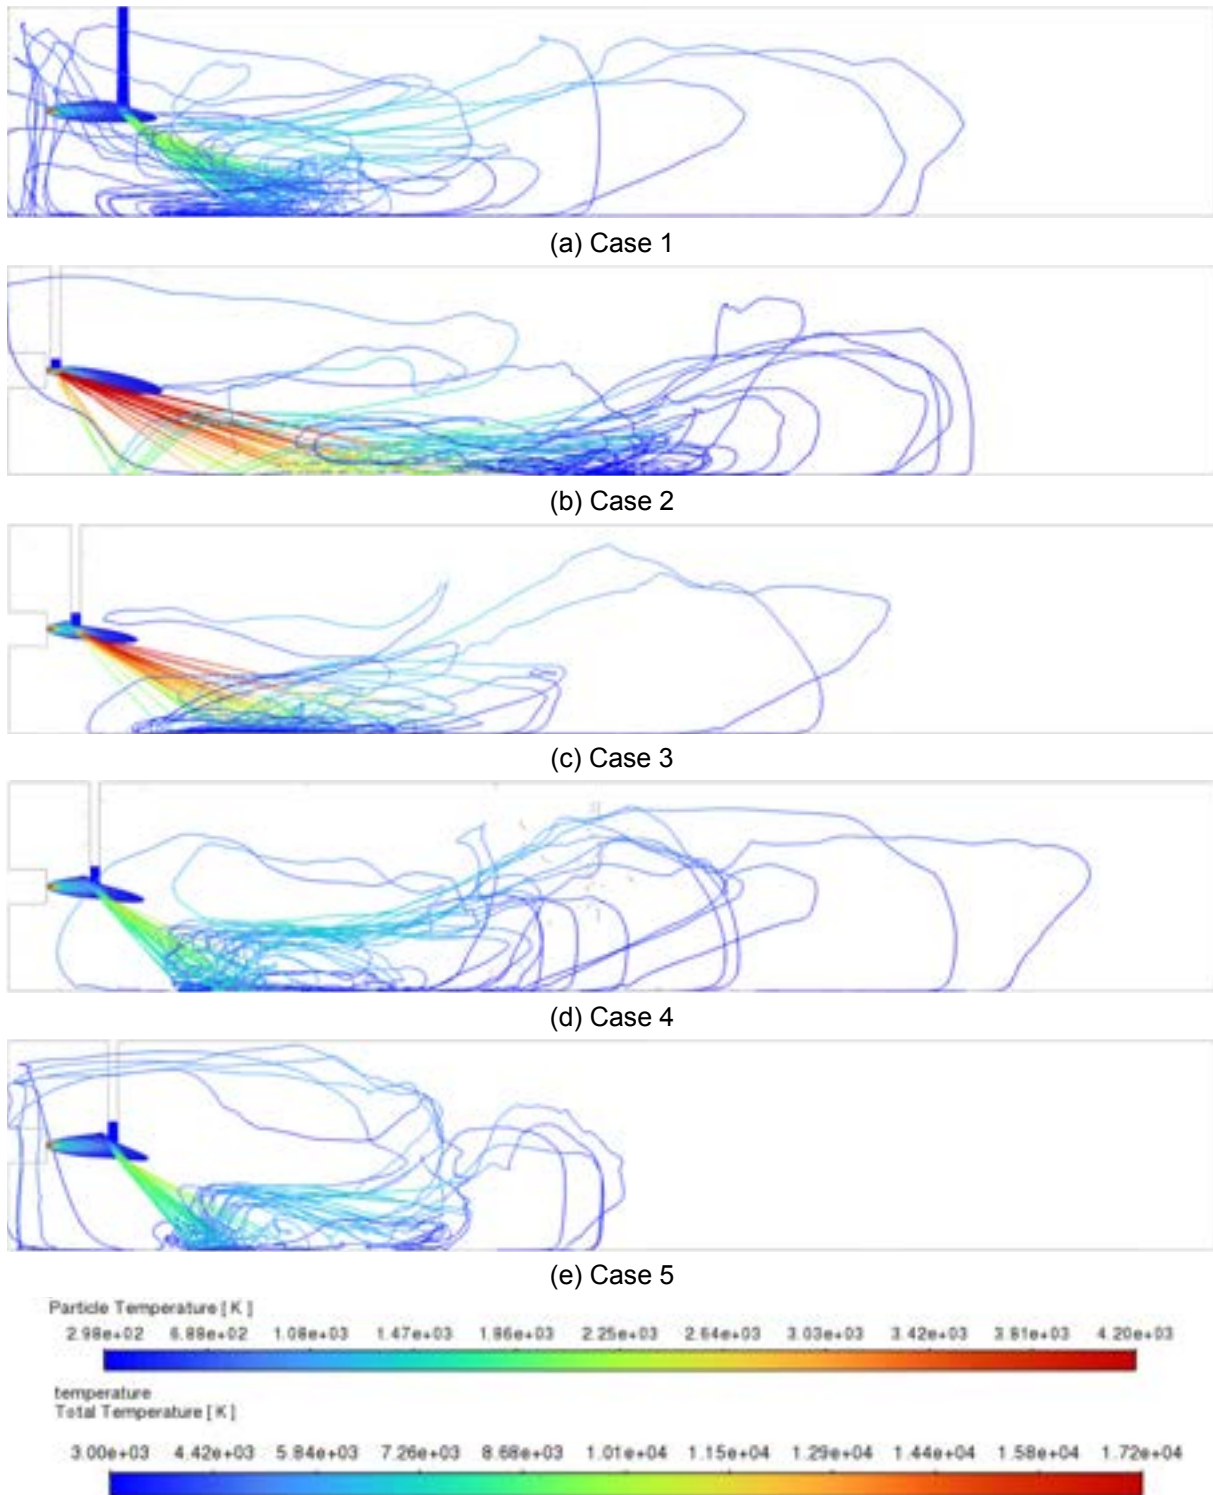 (a) Case 1
(b) Case 2
(c) Case 3
(d) Case 4
(e) Case 5
Particle Temperature [ K ]
2.98e+02 6.88e+02 1.08e+03 1.47e+03 1.86e+03 2.25e+03 2.64e+03 3.03e+03 3.42e+03 3.81e+03 4.20e+03
temperature
Total Temperature [ K ]
3.00e+03 4.42e+03 5.84e+03 7.26e+03 8.68e+03 1.01e+04 1.15e+04 1.29e+04 1.44e+04 1.58e+04 1.72e+04